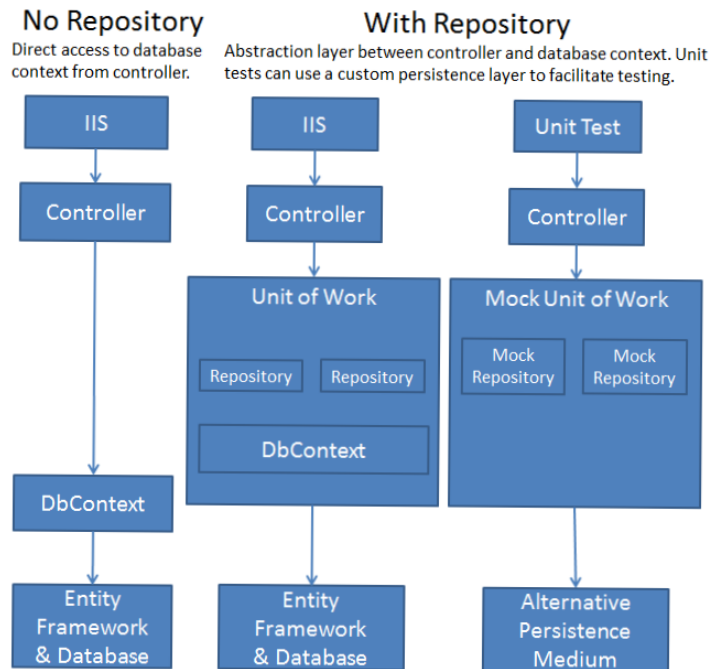 No Repository
Direct access to database
context from controller.
With Repository
Abstraction layer between controller and database context. Unit
tests can use a custom persistence layer to facilitate testing.
IIS
Controller
DbContext
Entity
Framework
& Database
IIS
Controller
Unit of Work
Repository
Repository
DbContext
Entity
Framework
& Database
Unit Test
Controller
Mock Unit of Work
Mock
Repository
Mock
Repository
Alternative
Persistence
Medium